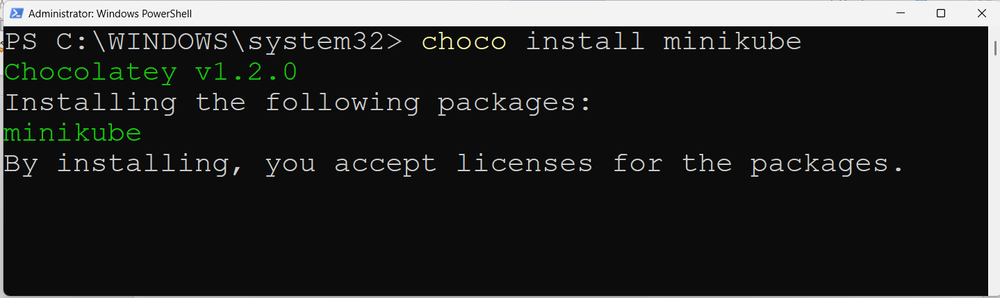 Administrator: Windows PowerShell
PS C:\WINDOWS\system32> choco install minikube
Chocolatey v1.2.0
Installing the following packages:
minikube
By installing, you accept licenses for the packages.